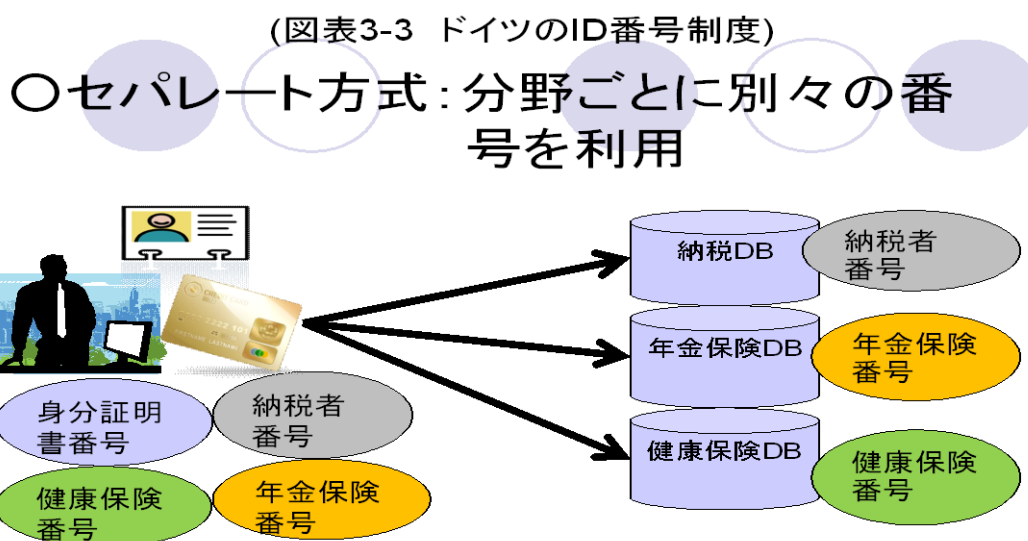 (図表3-3 ドイツのID番号制度)
〇セパレート方式:分野ごとに別々の番
号を利用
納税DB
納税者
番号
年金保険DB
年金保険
番号
健康保険DB
健康保険
番号
身分証明
書番号
納税者
番号
健康保険
番号
年金保険
番号